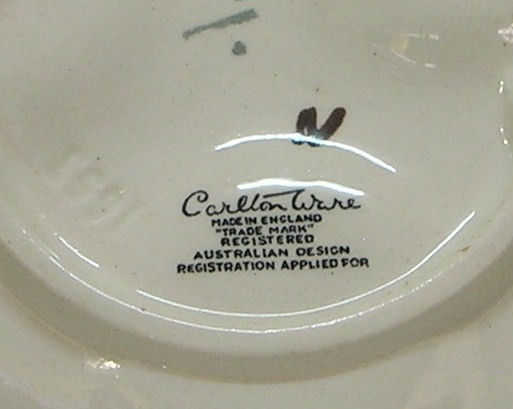 Carlton Ware
MADE IN ENGLAND
"TRADE MARK"
REGISTERED
AUSTRALIAN DESIGN
REGISTRATION APPLIED FOR